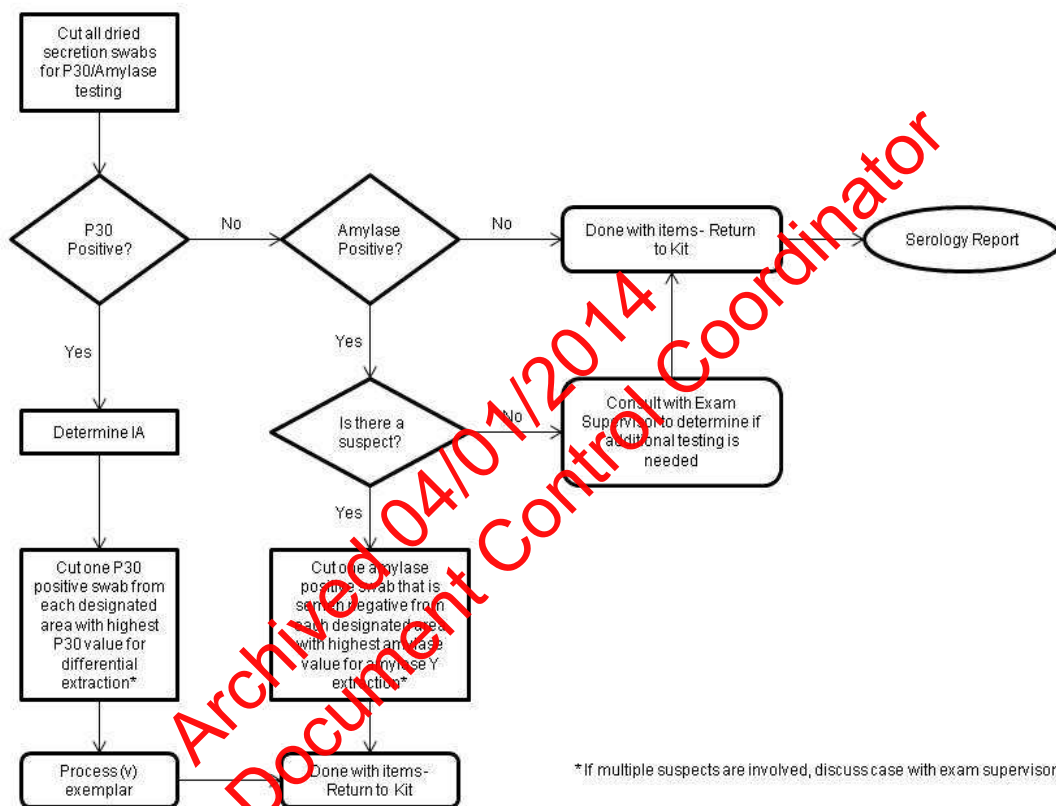 Cut all dried
secretion swabs
for P30/Amylase
testing
P30
Positive?
No
Amylase
Positive?
No
Done with items- Return
to Kit
Serology Report
Yes
Yes
Determine IA
Is there a
suspect?
No
Consult with Exam
Supervisor to determine if
additional testing is
needed
Yes
Cut one P30
positive swab from
each designated
area with highest
P30 value for
differential
extraction*
Cut one amylase
positive swab that is
semen negative from
each designated area
with highest amylase
value for amylase Y
extraction*
Process (v)
exemplar
Done with items-
Return to Kit
* If multiple suspects are involved, discuss case with exam supervisor
Archived 04/01/2014
Document Control Coordinator